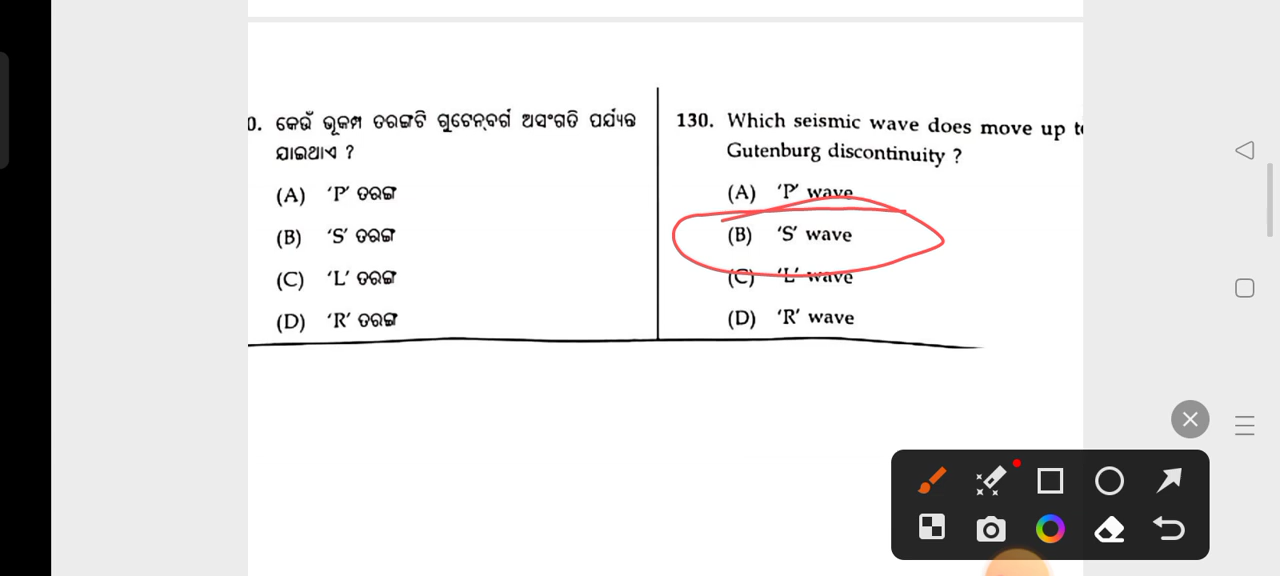 0. କେଉଁ ଭୂକମ୍ପ ତରଙ୍ଗଟି ଗୁଟେନ୍‌ବର୍ଗ ଅସଂଗତି ପର୍ଯ୍ୟନ୍ତ
ଯାଇଥାଏ ?
(A) ‘P’ ତରଙ୍ଗ
(B) ‘S’ ତରଙ୍ଗ
(C) ‘L’ ତରଙ୍ଗ
(D) ‘R’ ତରଙ୍ଗ
130. Which seismic wave does move up t
Gutenburg discontinuity ?
(A) ‘P’ wave
(B) ‘S’ wave
(C) ‘L’ wave
(D) ‘R’ wave